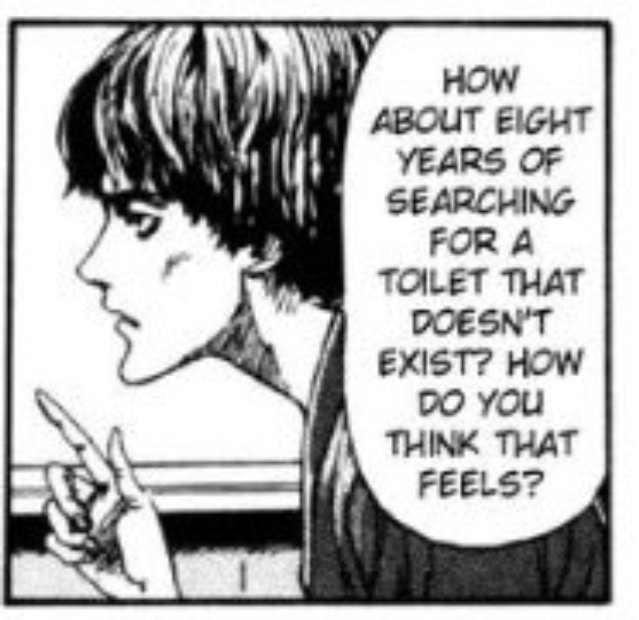 HOW
ABOUT EIGHT
YEARS OF
SEARCHING
FOR A
TOILET THAT
DOESN'T
EXIST? HOW
DO YOU
THINK THAT
FEELS?